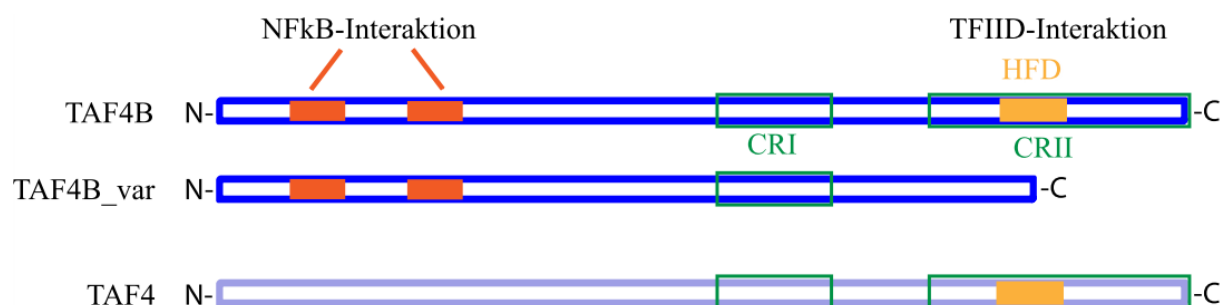 NFkB-Interaktion TFIID-Interaktion
HFD
TAF4B N- -C
CRI CRII
TAF4B_var N- -C
TAF4 N- -C